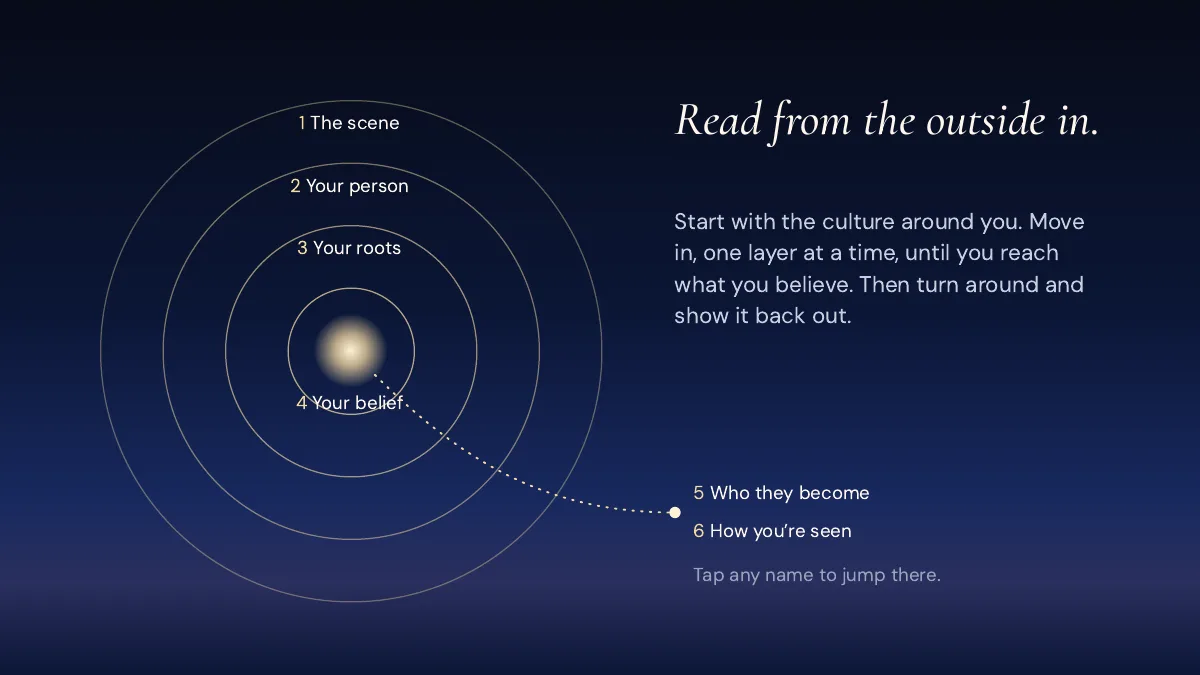 1 The scene
2 Your person
3 Your roots
4 Your belief
Read from the outside in.
Start with the culture around you. Move
in, one layer at a time, until you reach
what you believe. Then turn around and
show it back out.
5 Who they become
6 How you’re seen
Tap any name to jump there.